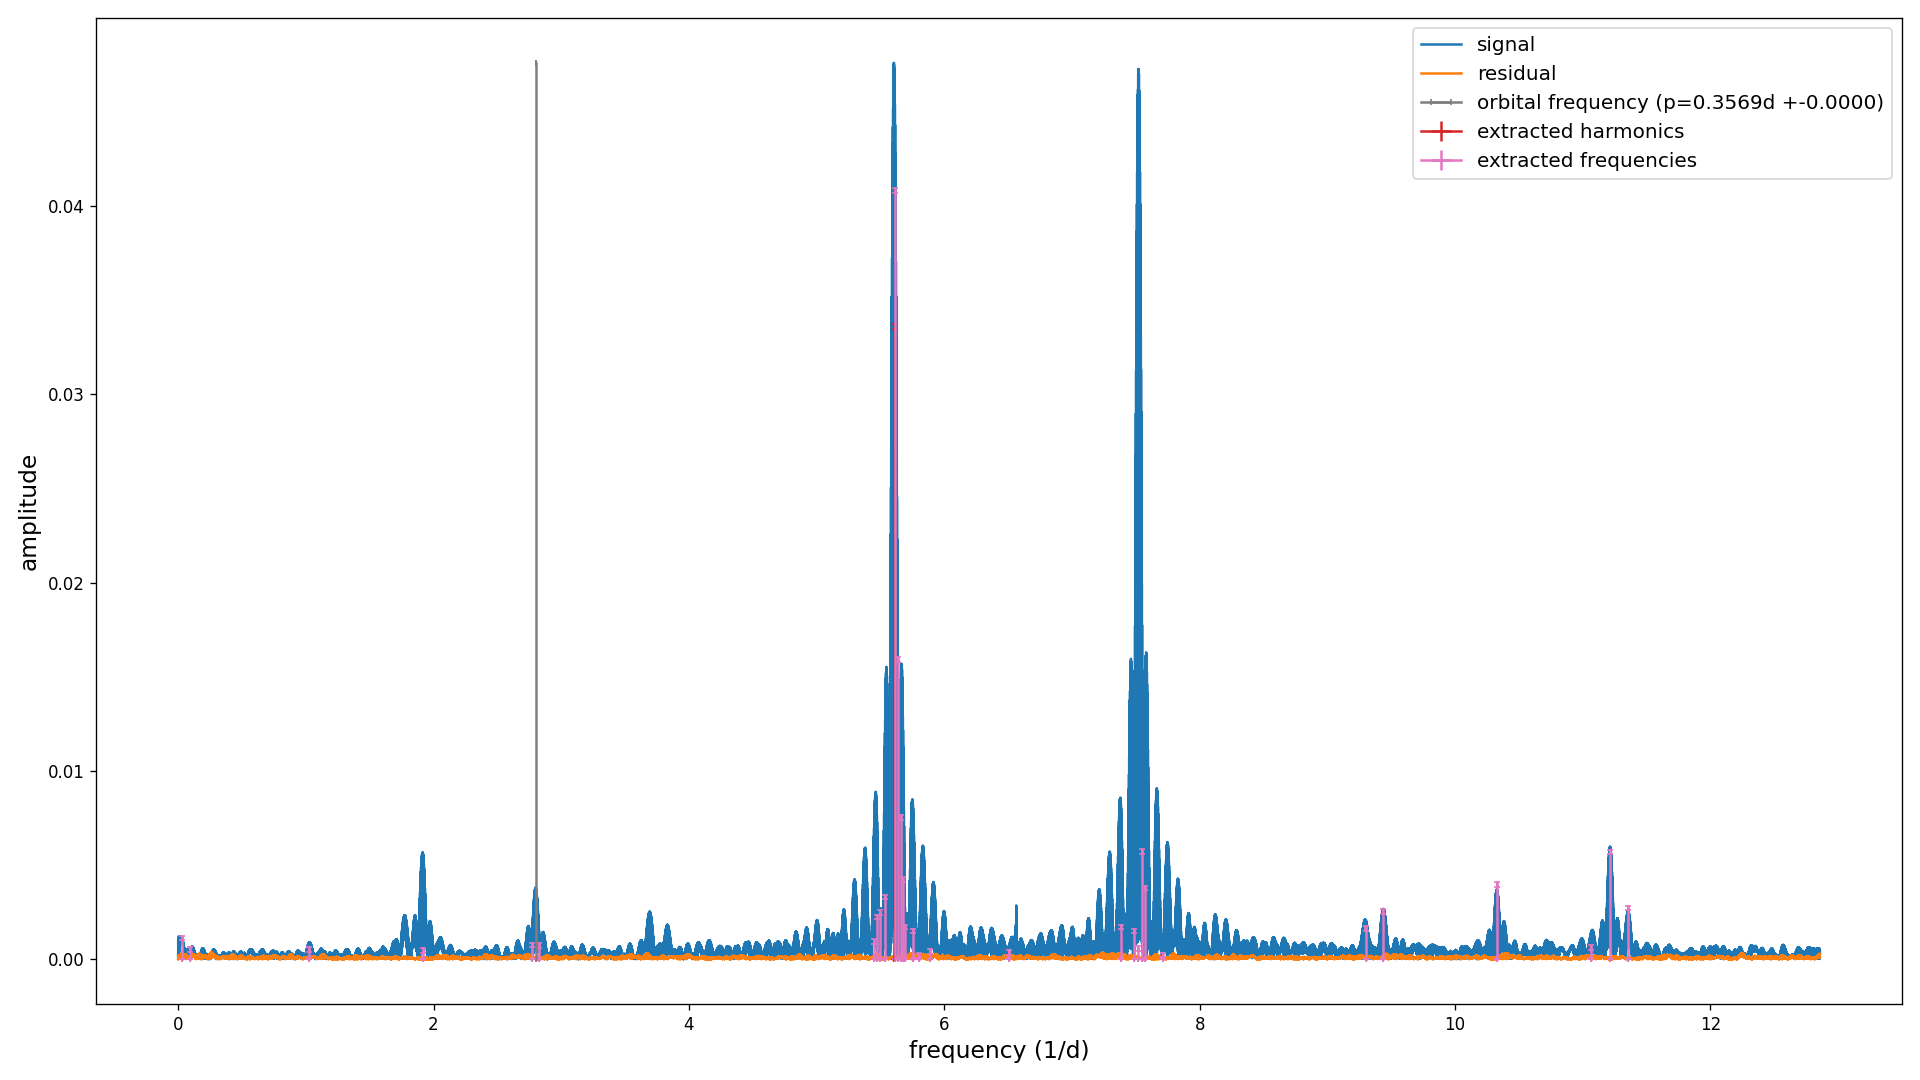 signal
residual
orbital frequency (p=0.3569d +-0.0000)
extracted harmonics
extracted frequencies
amplitude
0.04
0.03
0.02
0.01
0.00
0 2 4 6 8 10 12
frequency (1/d)